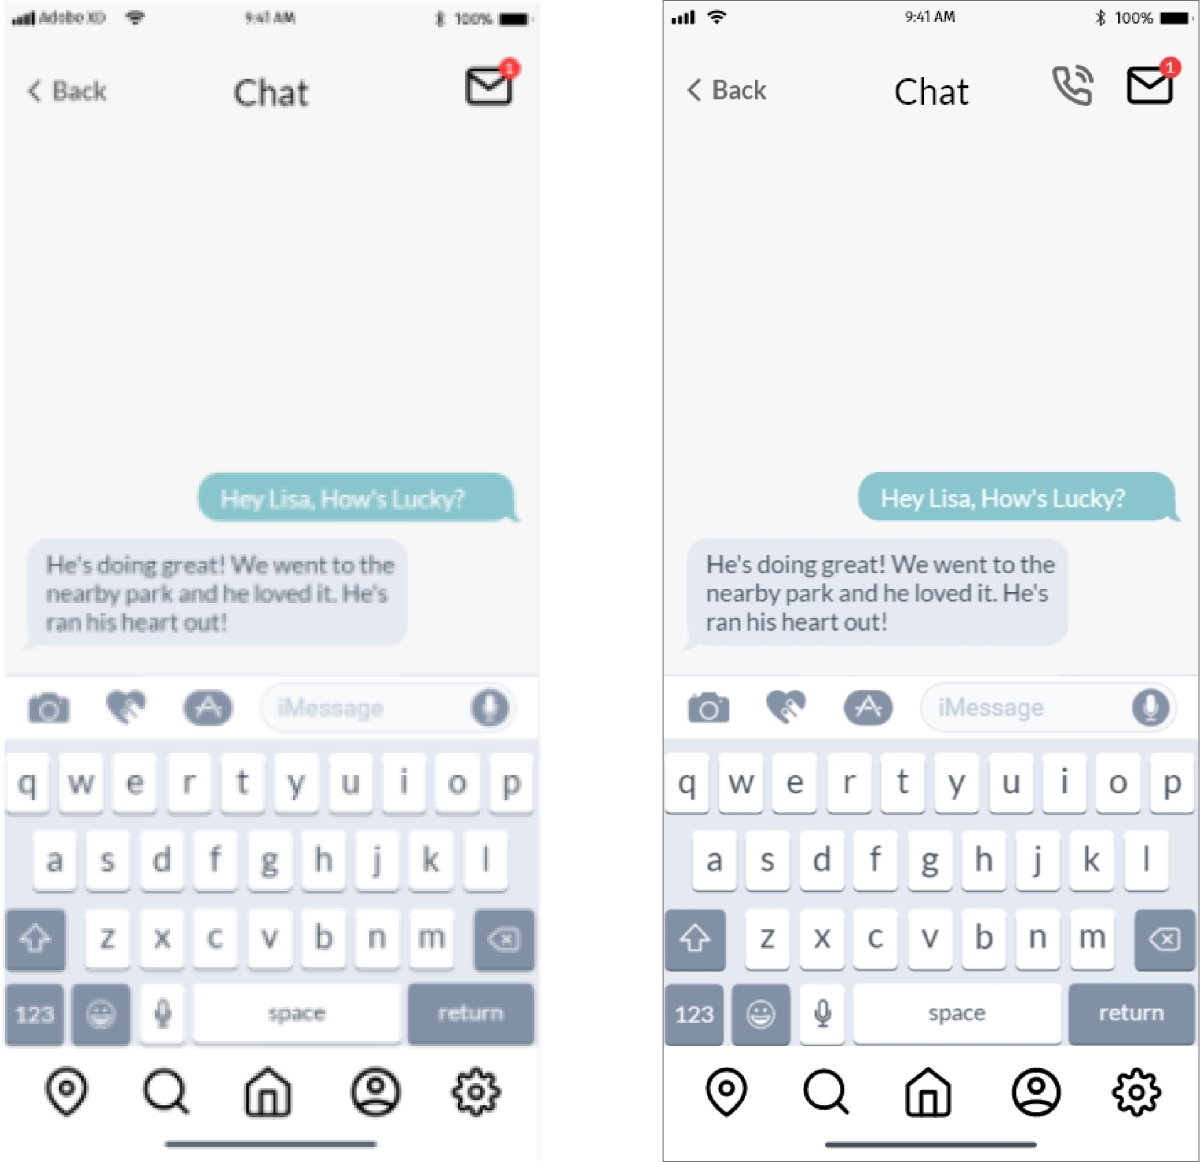 Adobe XD 9:41 AM 100%
Back Chat 1
Hey Lisa, How's Lucky?
He's doing great! We went to the
nearby park and he loved it. He's
ran his heart out!
iMessage
q w e r t y u i o p
a s d f g h j k l
z x c v b n m
123 space return
9:41 AM 100%
Back Chat 1
Hey Lisa, How's Lucky?
He's doing great! We went to the
nearby park and he loved it. He's
ran his heart out!
iMessage
q w e r t y u i o p
a s d f g h j k l
z x c v b n m
123 space return